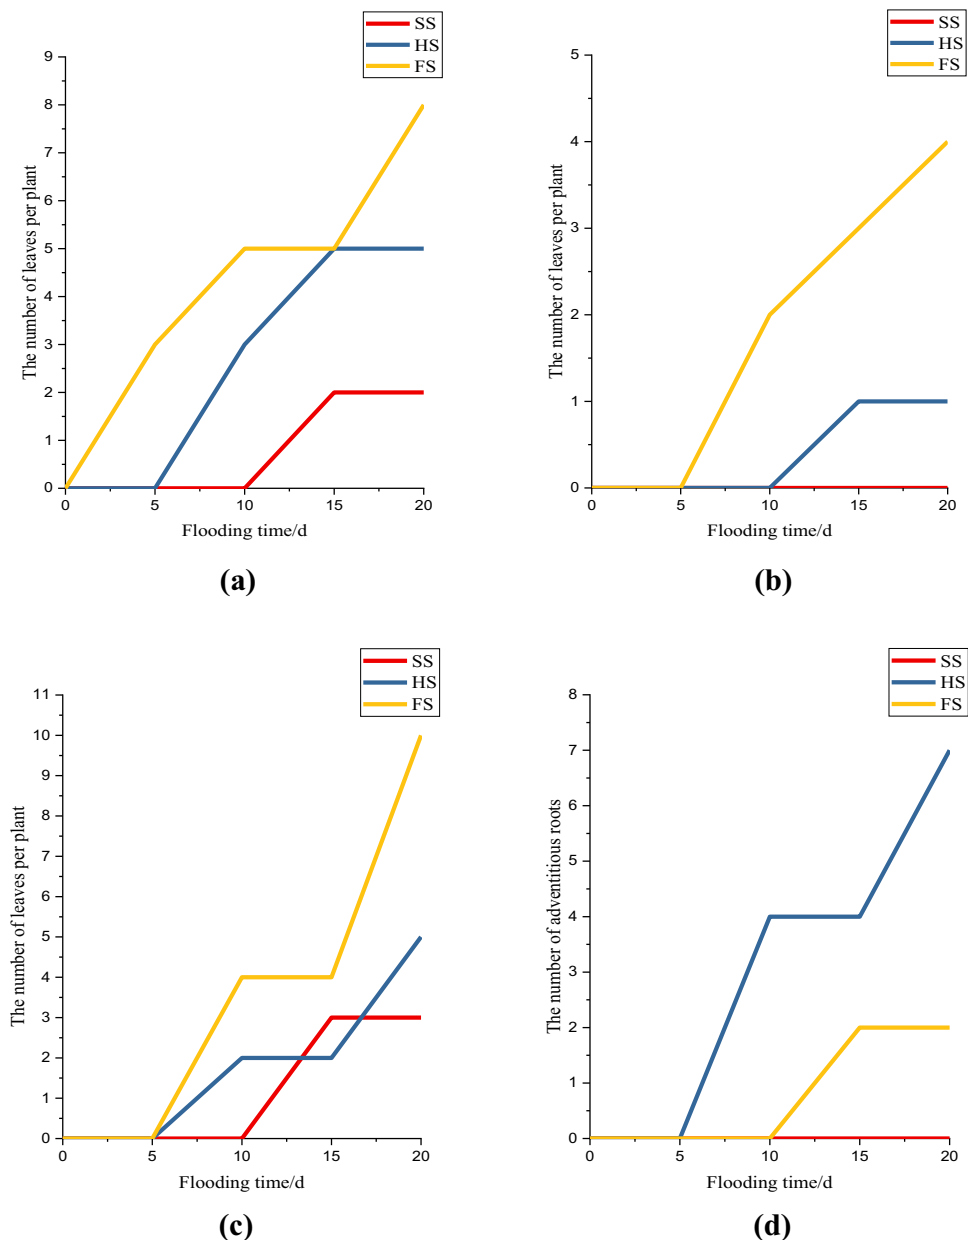 SS
HS
FS
9
8
7
6
5
4
3
2
1
0
0 5 10 15 20
The number of leaves per plant
Flooding time/d
(a)
SS
HS
FS
5
4
3
2
1
0
0 5 10 15 20
The number of leaves per plant
Flooding time/d
(b)
SS
HS
FS
11
10
9
8
7
6
5
4
3
2
1
0
0 5 10 15 20
The number of leaves per plant
Flooding time/d
(c)
SS
HS
FS
8
7
6
5
4
3
2
1
0
0 5 10 15 20
The number of adventitious roots
Flooding time/d
(d)